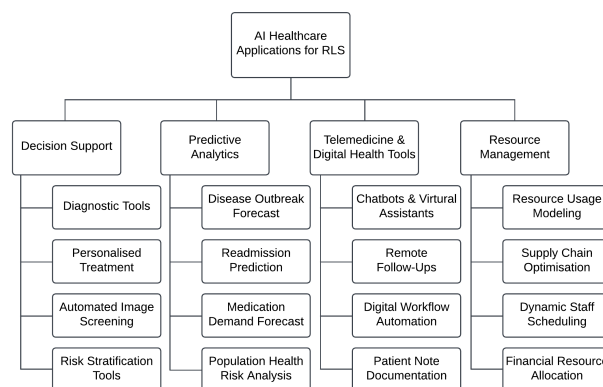 AI Healthcare
Applications for RLS
Decision Support
Predictive
Analytics
Telemedicine &
Digital Health Tools
Resource
Management
Diagnostic Tools
Personalised
Treatment
Automated Image
Screening
Risk Stratification
Tools
Disease Outbreak
Forecast
Readmission
Prediction
Medication
Demand Forecast
Population Health
Risk Analysis
Chatbots & Virtural
Assistants
Remote
Follow-Ups
Digital Workflow
Automation
Patient Note
Documentation
Resource Usage
Modeling
Supply Chain
Optimisation
Dynamic Staff
Scheduling
Financial Resource
Allocation